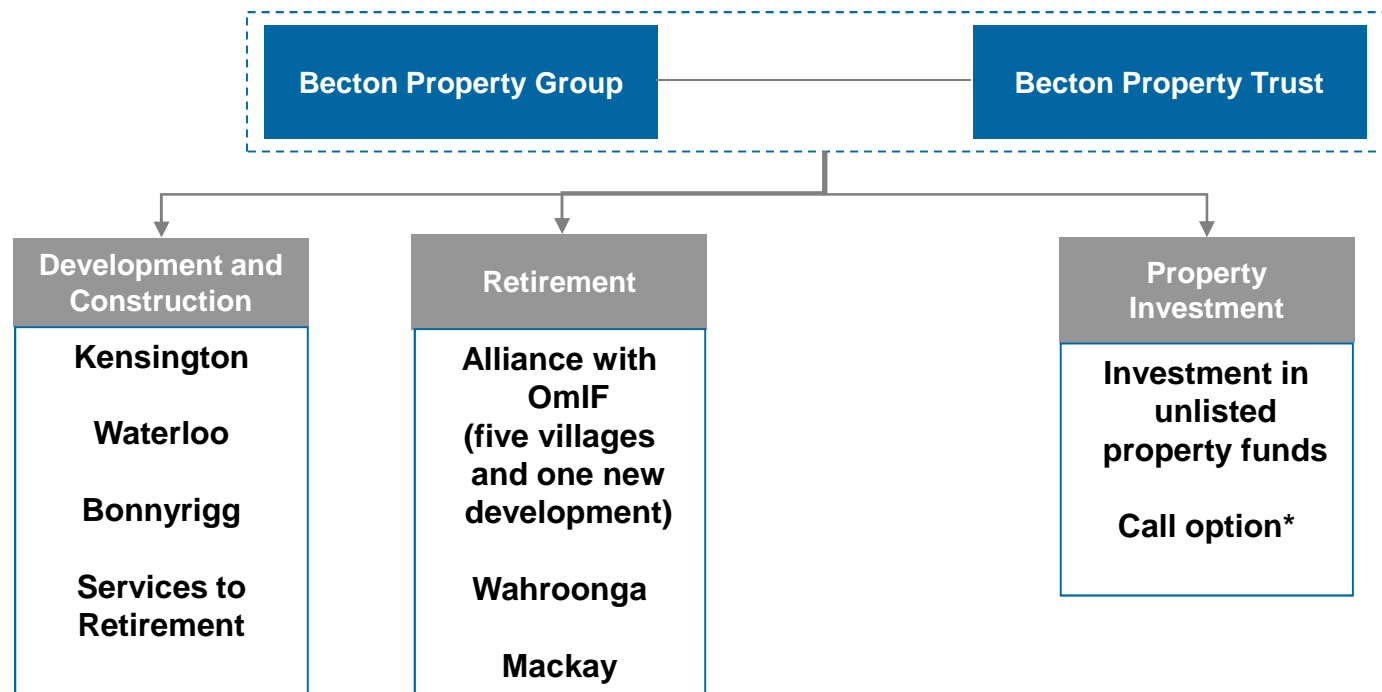 Becton Property Group
Becton Property Trust
Development and
Construction
Kensington
Waterloo
Bonnyrigg
Services to
Retirement
Retirement
Alliance with
OmIF
(five villages
and one new
development)
Wahroonga
Mackay
Property
Investment
Investment in
unlisted
property funds
Call option*